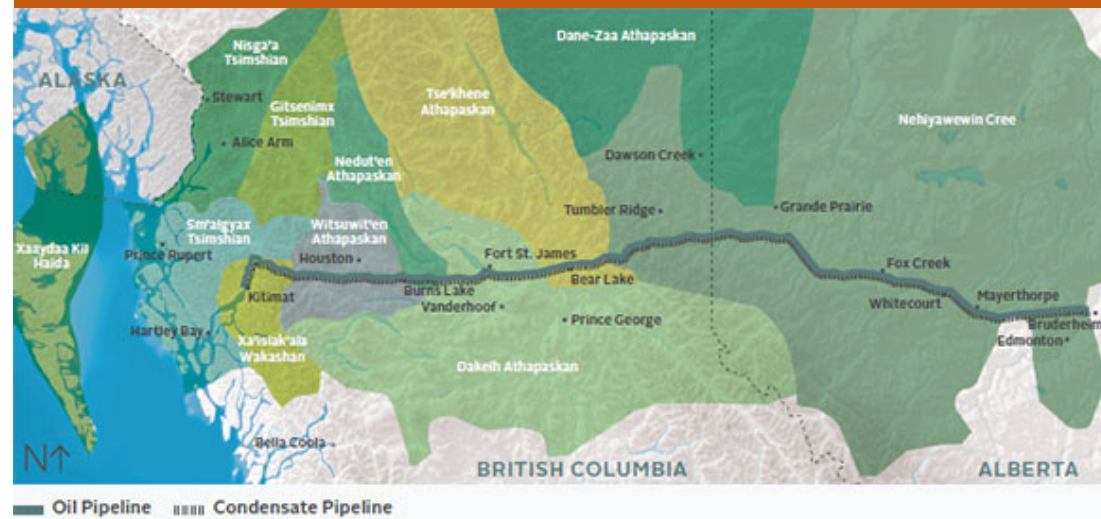 Nisga'a
Tsimshian
Dane-Zaa Athapaskan
ALASKA
Stewart
Tse'khene
Athapaskan
Gitsenimx
Tsimshian
Nehiyawewin Cree
Alice Arm
Nedut'en
Athapaskan
Dawson Creek
Tumbler Ridge
Grande Prairie
Sm'algyax
Tsimshian
Witsuwit'en
Athapaskan
Xaaydaa Kil
Haida
Prince Rupert
Houston
Fort St. James
Fox Creek
Bear Lake
Kitimat
Burns Lake
Vanderhoof
Whitecourt
Mayerthorpe
Prince George
Bruderheim
Hartley Bay
Edmonton
Xa'islak'ala
Wakashan
Dakelh Athapaskan
Bella Coola
N↑
BRITISH COLUMBIA
ALBERTA
Oil Pipeline
Condensate Pipeline